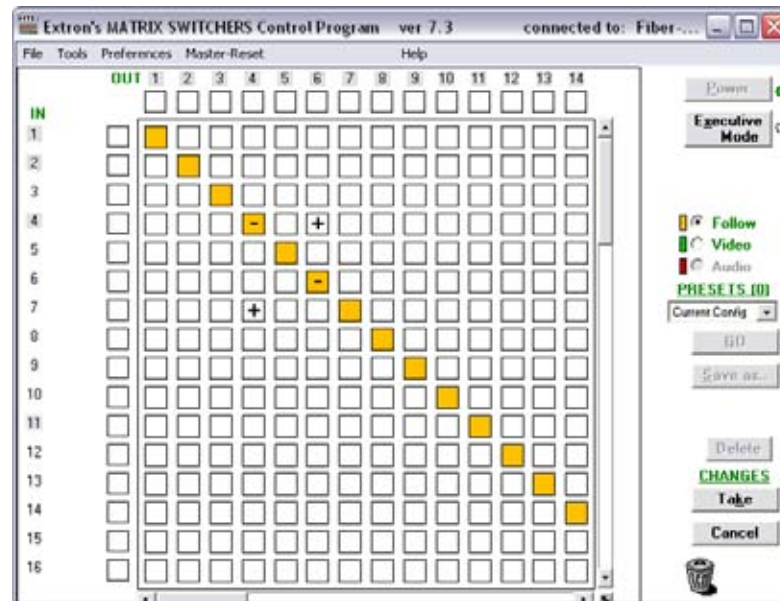 Extron's MATRIX SWITCHERS Control Program ver 7.3 connected to: Fiber-...
File Tools Preferences Master-Reset Help
OUT 1 2 3 4 5 6 7 8 9 10 11 12 13 14
IN
1
2
3
4 - +
5
6 -
7 +
8
9
10
11
12
13
14
15
16
Power
Executive
Mode
Follow
Video
Audio
PRESETS (0)
Current Config
GO
Save as..
Delete
CHANGES
Take
Cancel